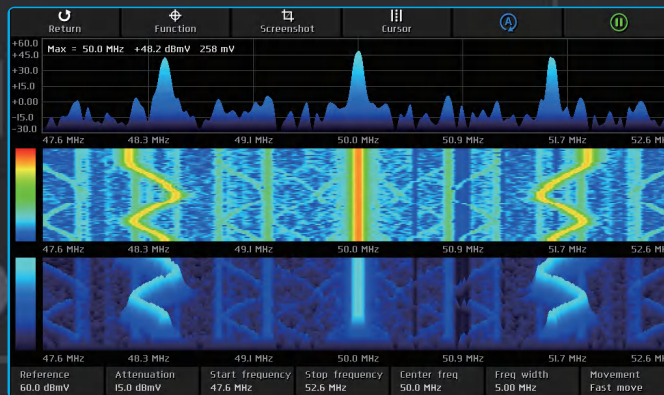 Return Function Screenshot Cursor A
+60.0
Max = 50.0 MHz +48.2 dBmV 258 mV
+45.0
+30.0
+15.0
+0.00
-15.0
-30.0
47.6 MHz 48.3 MHz 49.1 MHz 50.0 MHz 50.9 MHz 51.7 MHz 52.6 MH
47.6 MHz 48.3 MHz 49.1 MHz 50.0 MHz 50.9 MHz 51.7 MHz 52.6 MH
47.6 MHz 48.3 MHz 49.1 MHz 50.0 MHz 50.9 MHz 51.7 MHz 52.6 MH
Reference Attenuation Start frequency Stop frequency Center freq Freq width Movement
60.0 dBmV 15.0 dBmV 47.6 MHz 52.6 MHz 50.0 MHz 5.00 MHz Fast move